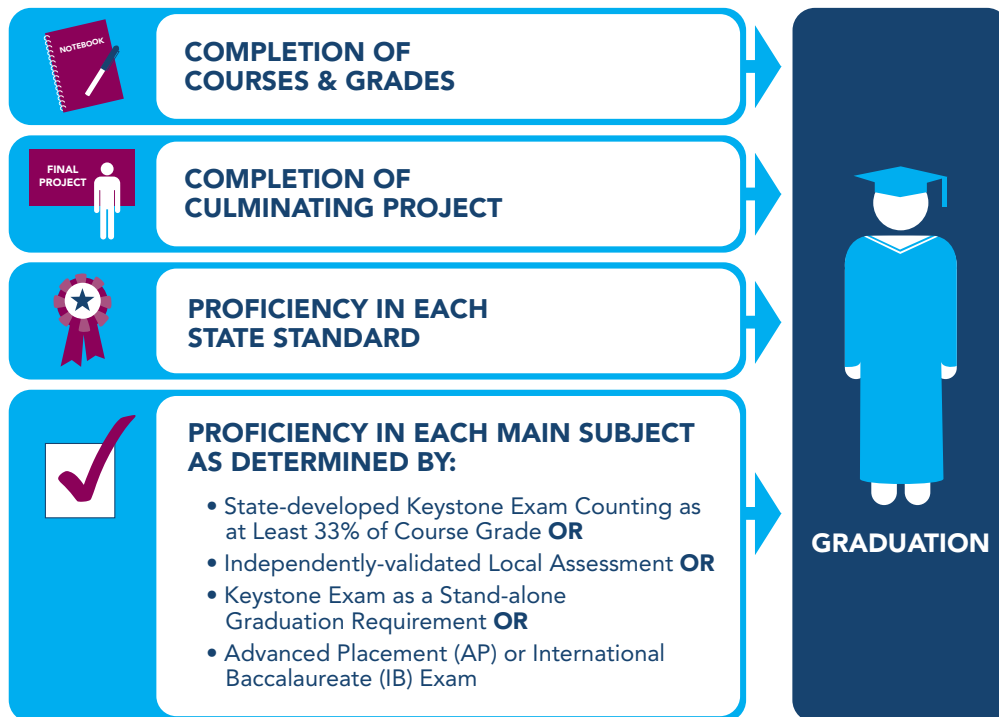 NOTEBOOK
COMPLETION OF
COURSES & GRADES
FINAL
PROJECT
COMPLETION OF
CULMINATING PROJECT
PROFICIENCY IN EACH
STATE STANDARD
PROFICIENCY IN EACH MAIN SUBJECT
AS DETERMINED BY:
• State-developed Keystone Exam Counting as
at Least 33% of Course Grade OR
• Independently-validated Local Assessment OR
• Keystone Exam as a Stand-alone
Graduation Requirement OR
• Advanced Placement (AP) or International
Baccalaureate (IB) Exam
GRADUATION